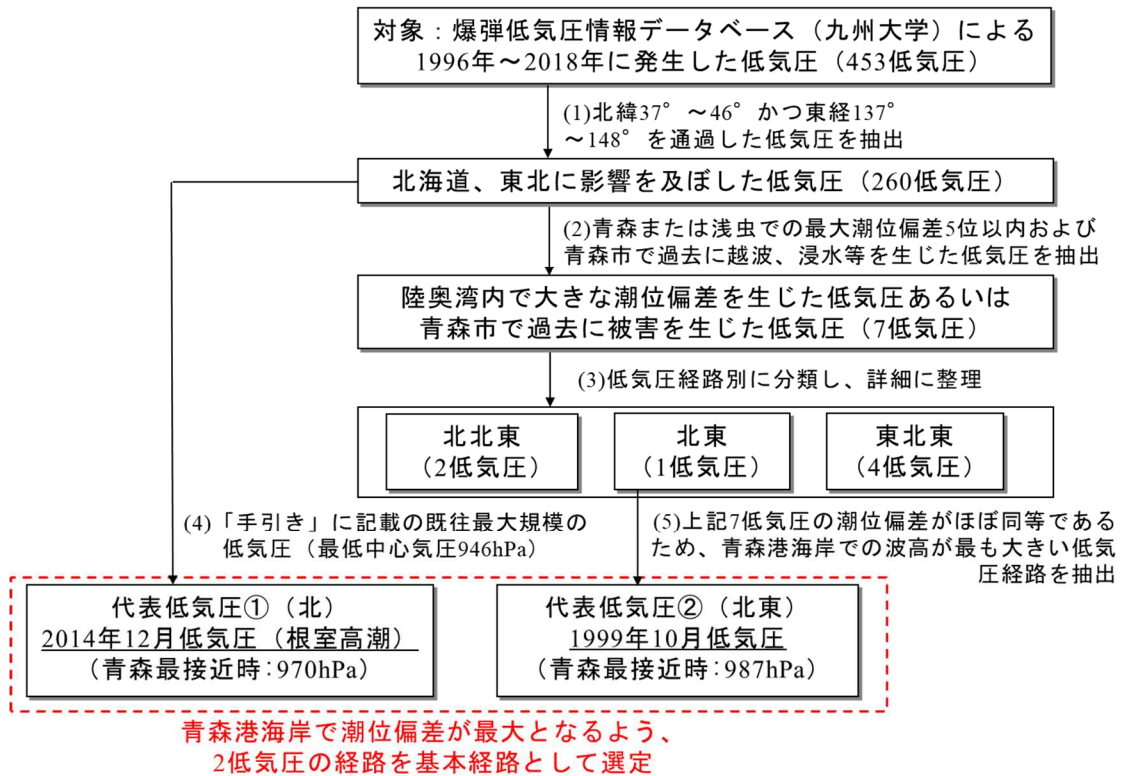 対象：爆弾低気圧情報データベース（九州大学）による
1996年～2018年に発生した低気圧（453低気圧）
(1)北緯37°～46°かつ東経137°
～148°を通過した低気圧を抽出
北海道、東北に影響を及ぼした低気圧（260低気圧）
(2)青森または浅虫での最大潮位偏差5位以内および
青森市で過去に越波、浸水等を生じた低気圧を抽出
陸奥湾内で大きな潮位偏差を生じた低気圧あるいは
青森市で過去に被害を生じた低気圧（7低気圧）
(3)低気圧経路別に分類し、詳細に整理
北北東
（2低気圧）
北東
（1低気圧）
東北東
（4低気圧）
(4)「手引き」に記載の既往最大規模の
低気圧（最低中心気圧946hPa）
(5)上記7低気圧の潮位偏差がほぼ同等である
ため、青森港海岸での波高が最も大きい低気
圧経路を抽出
代表低気圧①（北）
2014年12月低気圧（根室高潮）
（青森最接近時：970hPa）
代表低気圧②（北東）
1999年10月低気圧
（青森最接近時：987hPa）
青森港海岸で潮位偏差が最大となるよう、
2低気圧の経路を基本経路として選定